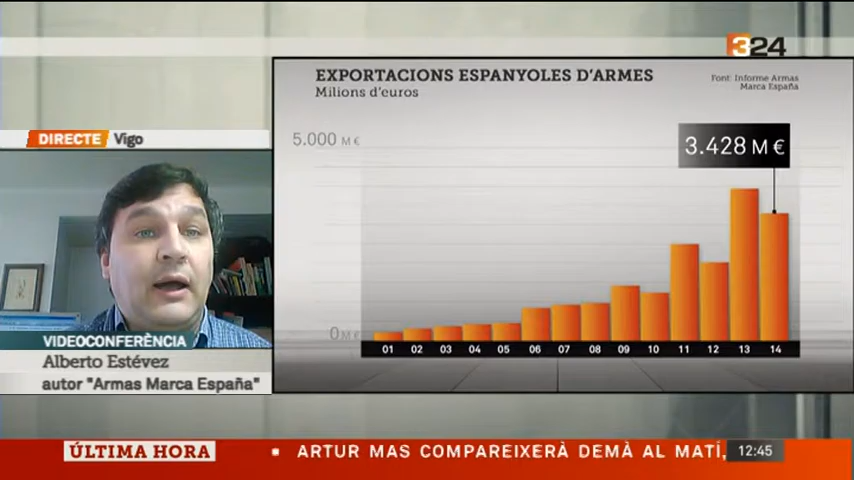 324
EXPORTACIONS ESPANYOLES D'ARMES
Milions d'euros
Font: Informe Armas
Marca España
5.000 M €
3.428 M €
0 M €
01 02 03 04 05 06 07 08 09 10 11 12 13 14
DIRECTE Vigo
VIDEOCONFERÈNCIA
Alberto Estévez
autor "Armas Marca España"
ÚLTIMA HORA ARTUR MAS COMPAREIXERÀ DEMÀ AL MATÍ, 12:45